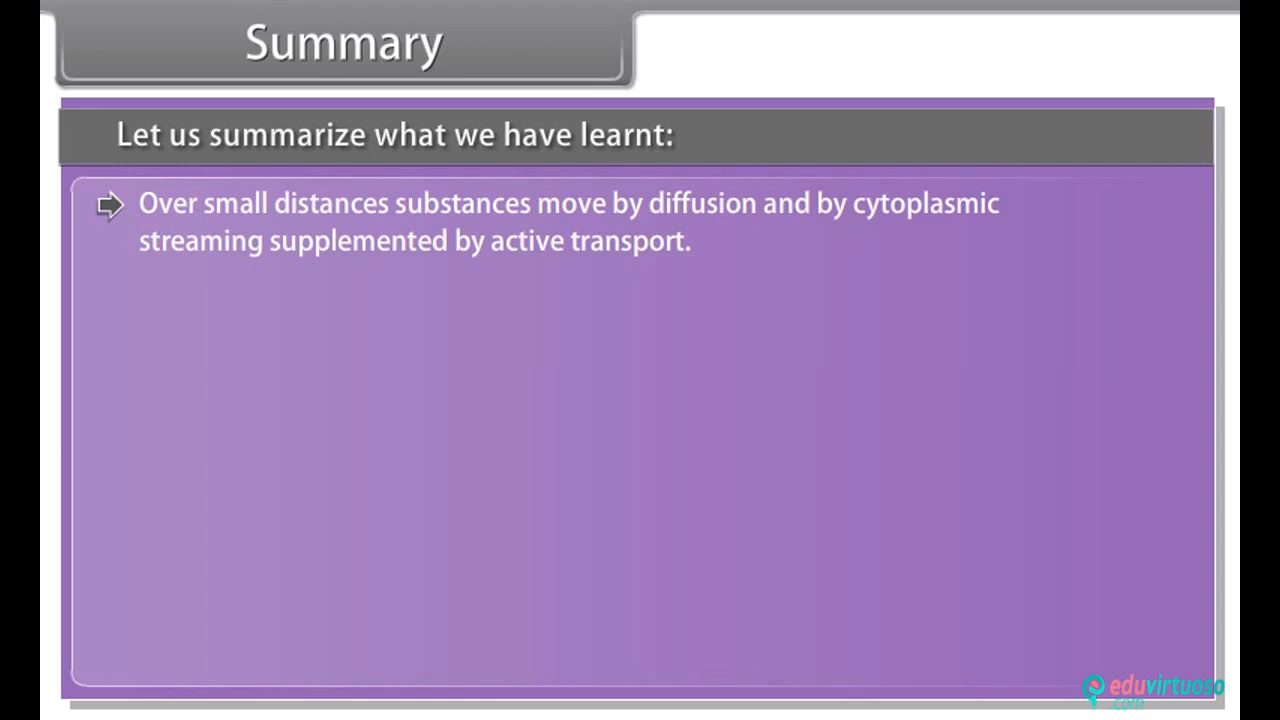 Summary
Let us summarize what we have learnt:
Over small distances substances move by diffusion and by cytoplasmic
streaming supplemented by active transport.
eduvirtuoso
.com